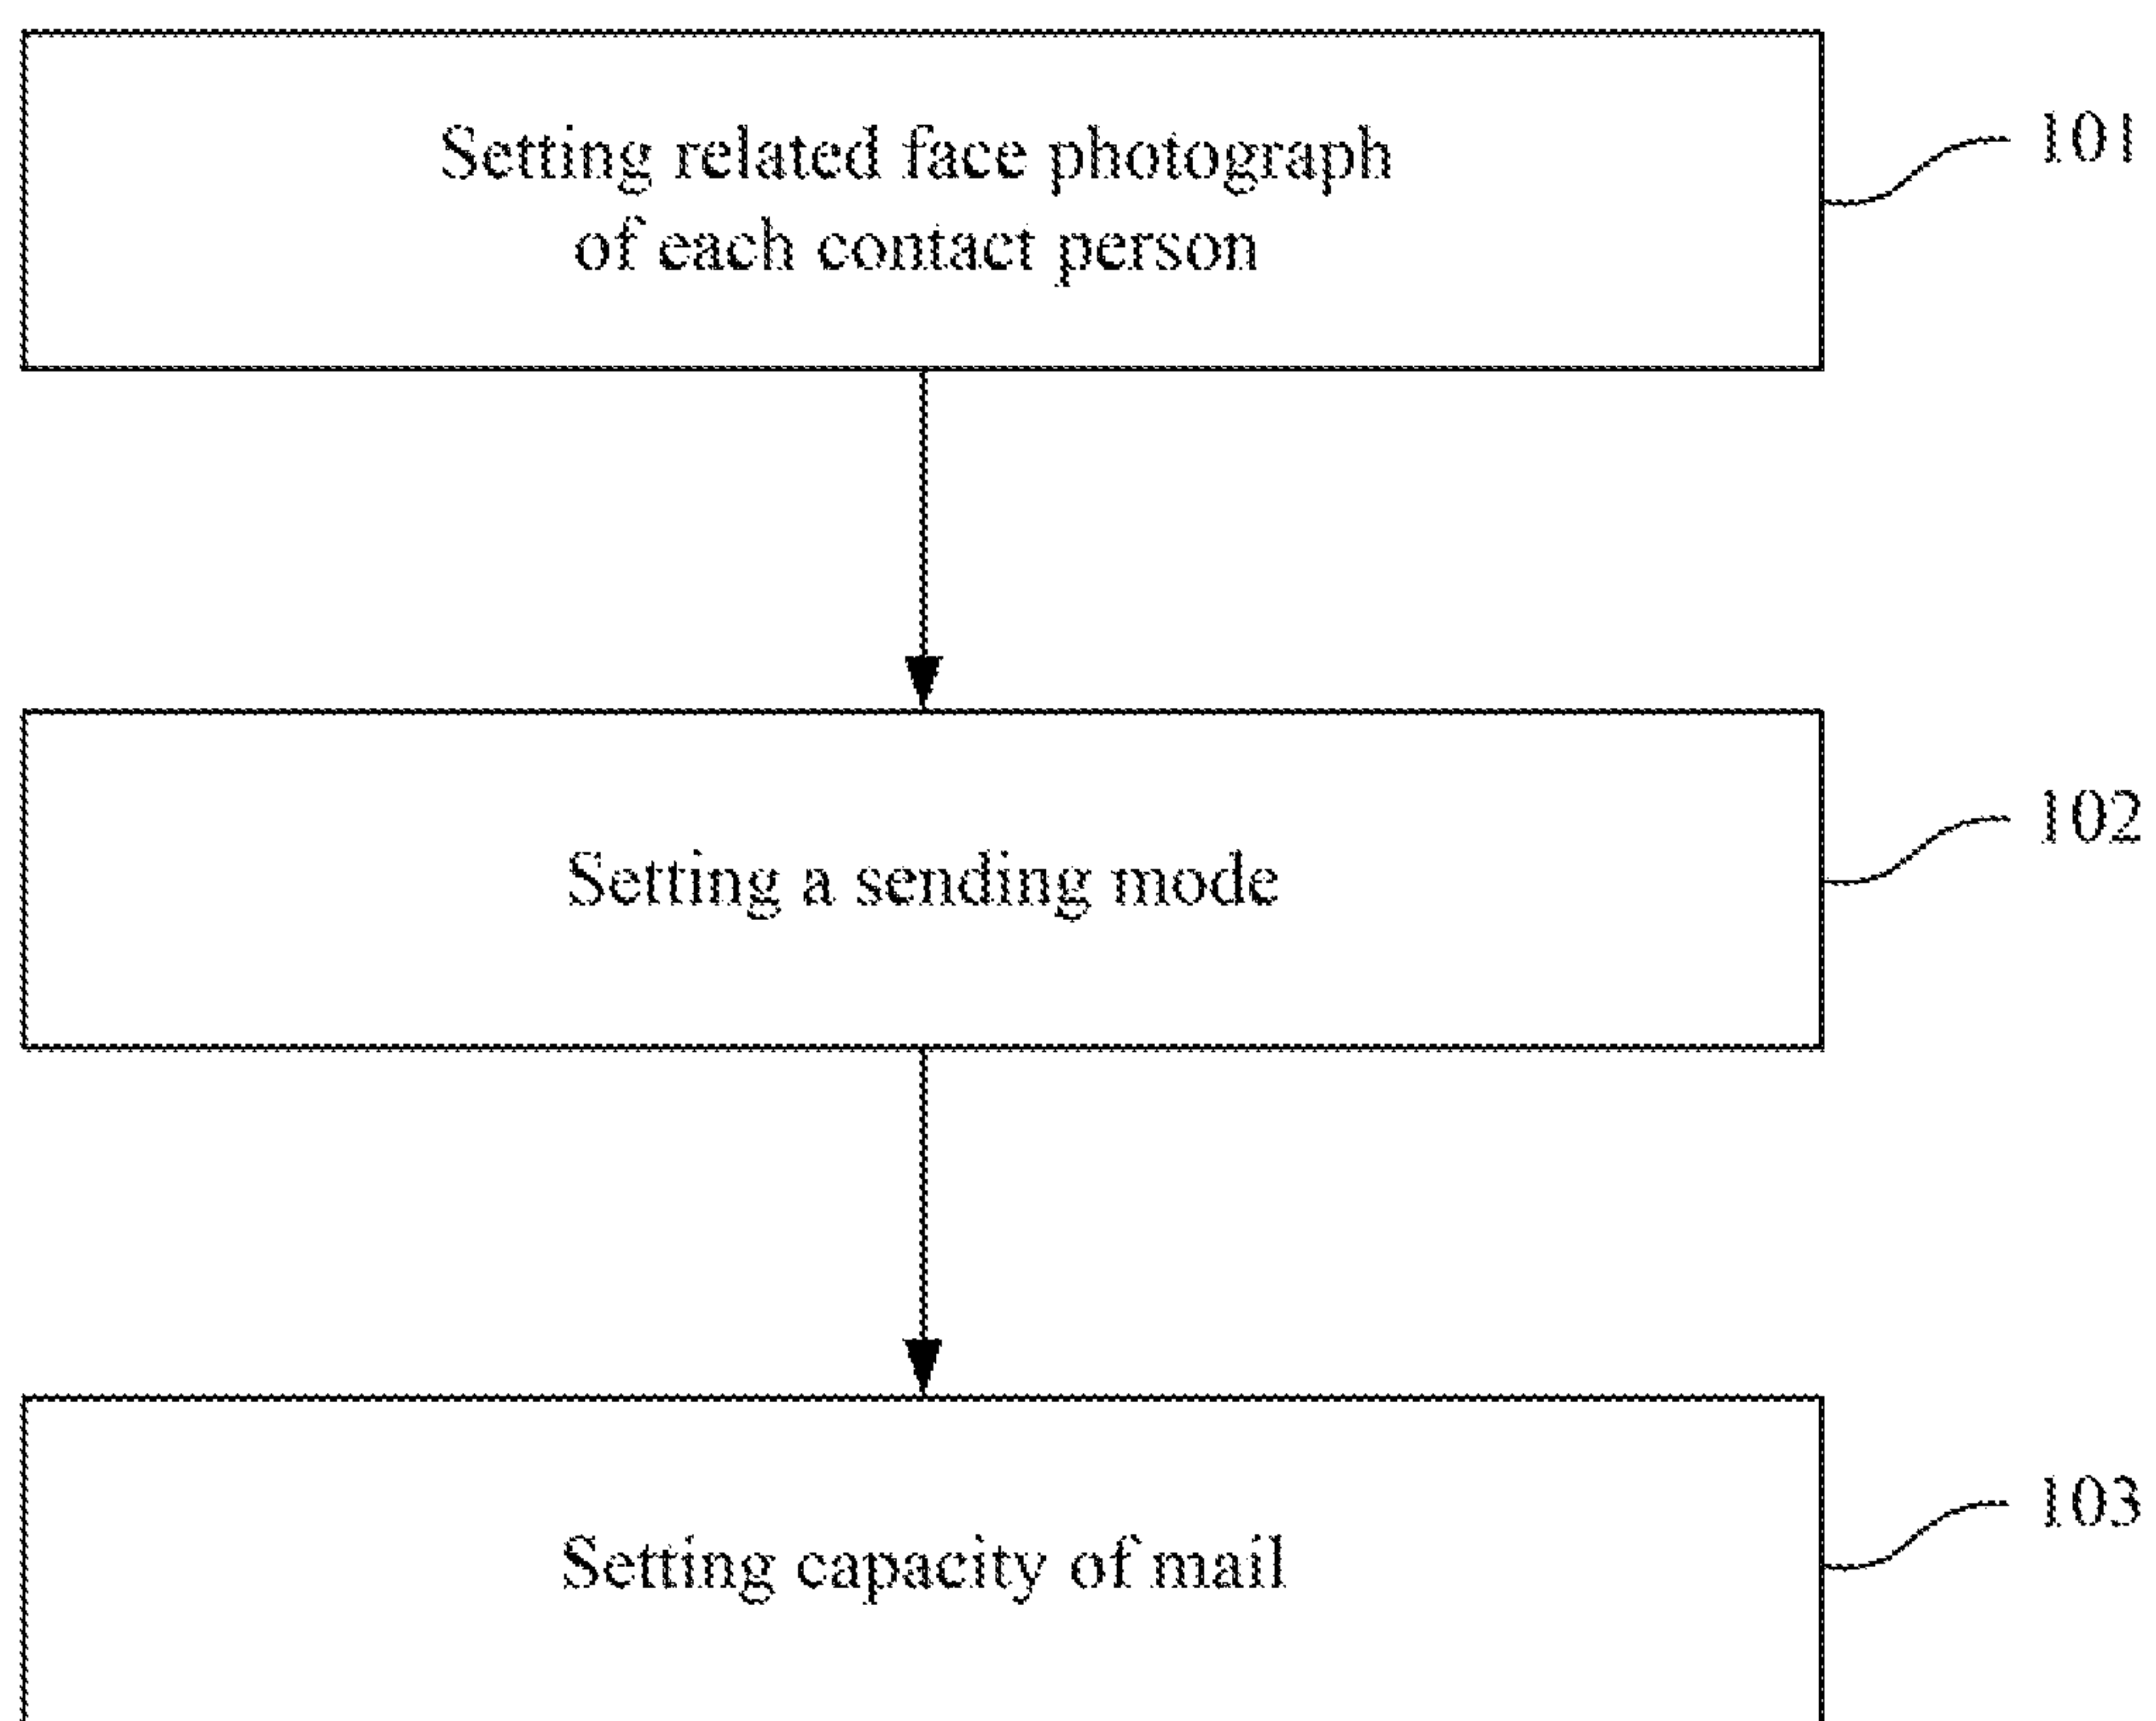 Setting related face photograph
of each contact person
101
Setting a sending mode
102
Setting capacity of mail
103